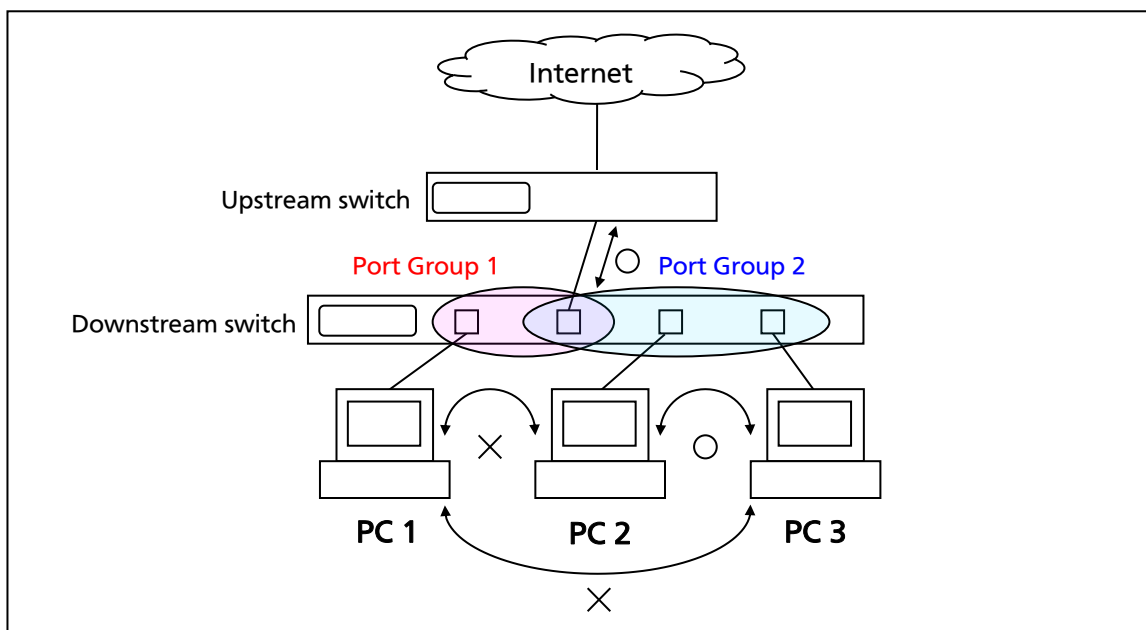 Internet
Upstream switch
Port Group 1
Port Group 2
Downstream switch
PC 1
PC 2
PC 3